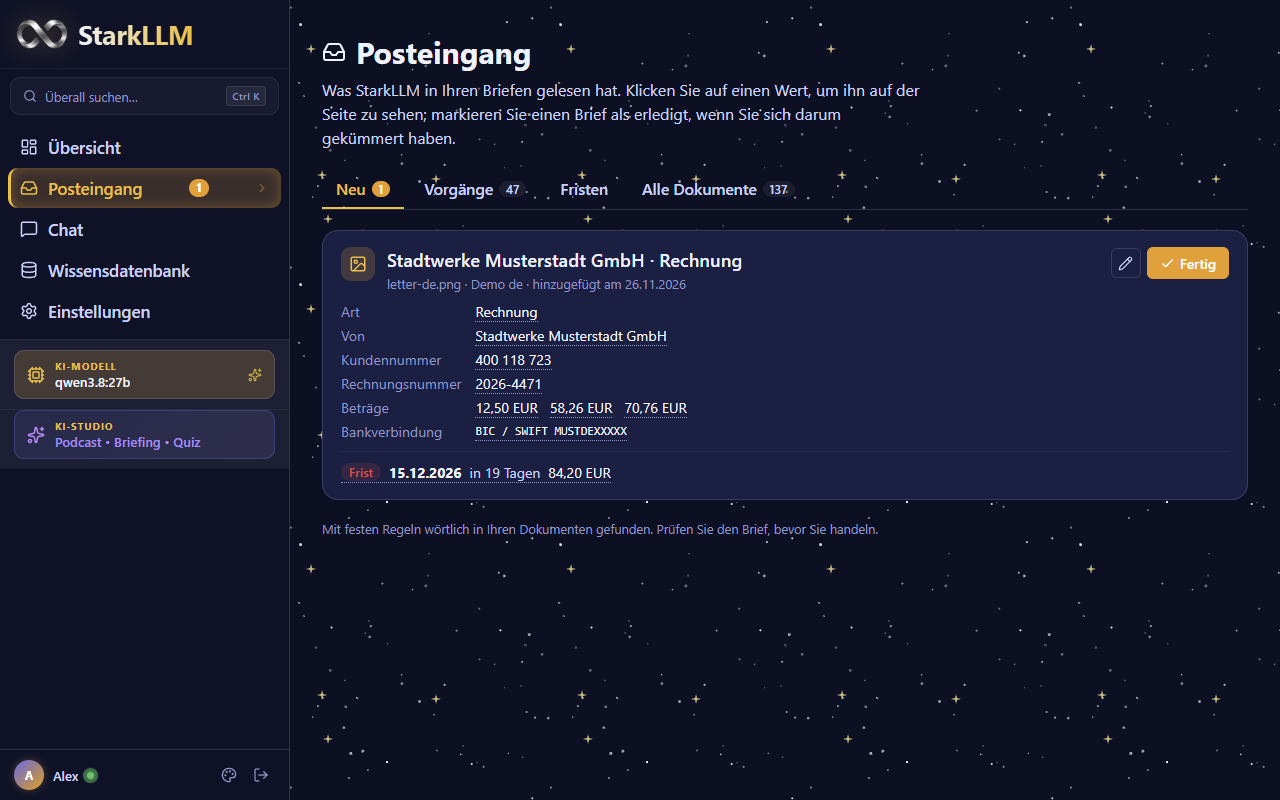 StarkLLM
Überall suchen...
Ctrl K
Übersicht
Posteingang 1
Chat
Wissensdatenbank
Einstellungen
KI-MODELL
qwen3.8:27b
KI-STUDIO
Podcast • Briefing • Quiz
A Alex
Posteingang
Was StarkLLM in Ihren Briefen gelesen hat. Klicken Sie auf einen Wert, um ihn auf der
Seite zu sehen; markieren Sie einen Brief als erledigt, wenn Sie sich darum
gekümmert haben.
Neu 1 Vorgänge 47 Fristen Alle Dokumente 137
Stadtwerke Musterstadt GmbH · Rechnung
letter-de.png · Demo de · hinzugefügt am 26.11.2026
Fertig
Art Rechnung
Von Stadtwerke Musterstadt GmbH
Kundennummer 400 118 723
Rechnungsnummer 2026-4471
Beträge 12,50 EUR 58,26 EUR 70,76 EUR
Bankverbindung BIC / SWIFT MUSTDEXXXXX
Frist 15.12.2026 in 19 Tagen 84,20 EUR
Mit festen Regeln wörtlich in Ihren Dokumenten gefunden. Prüfen Sie den Brief, bevor Sie handeln.